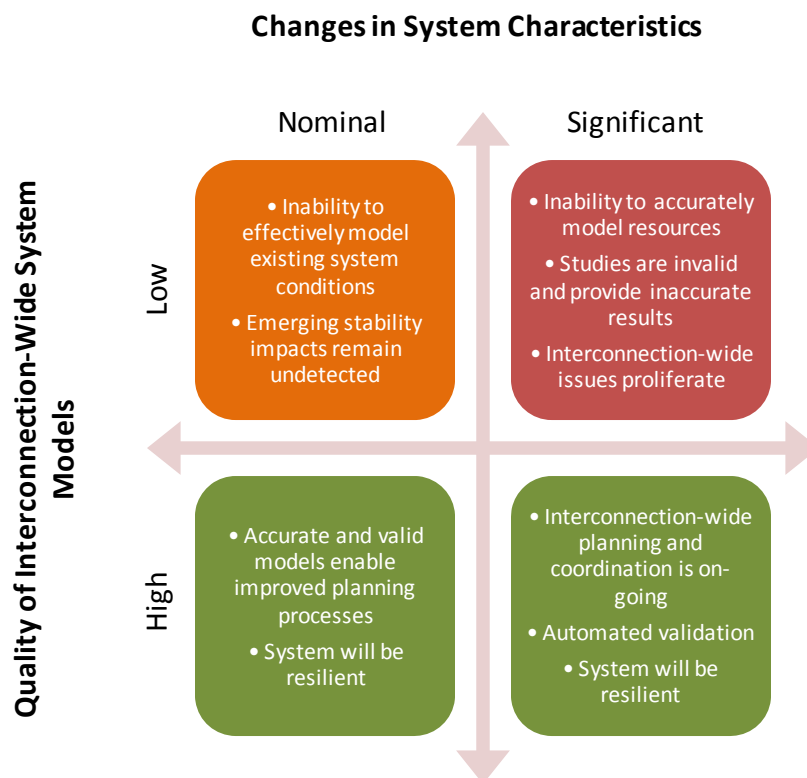 Changes in System Characteristics
Nominal
Significant
Quality of Interconnection-Wide System
Models
Low
• Inability to
effectively model
existing system
conditions
• Emerging stability
impacts remain
undetected
• Inability to accurately
model resources
• Studies are invalid
and provide inaccurate
results
• Interconnection-wide
issues proliferate
High
• Accurate and valid
models enable
improved planning
processes
• System will be
resilient
• Interconnection-wide
planning and
coordination is on-
going
• Automated validation
• System will be
resilient